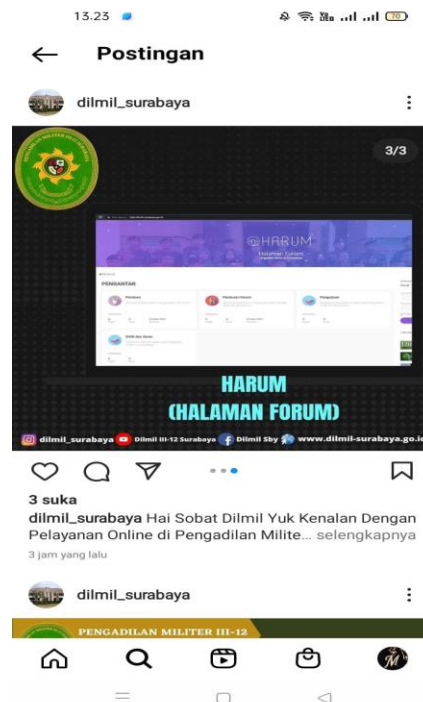 13.23
70
Postingan
dilmil_surabaya
3/3
HARUM
Halaman Forum
PENGANTAR
HARUM
(HALAMAN FORUM)
dilmil_surabaya Dilmil III-12 Surabaya Dilmil Sby www.dilmil-surabaya.go.id
3 suka
dilmil_surabaya Hai Sobat Dilmil Yuk Kenalan Dengan
Pelayanan Online di Pengadilan Milite... selengkapnya
3 jam yang lalu
dilmil_surabaya
PENGADILAN MILITER III-12